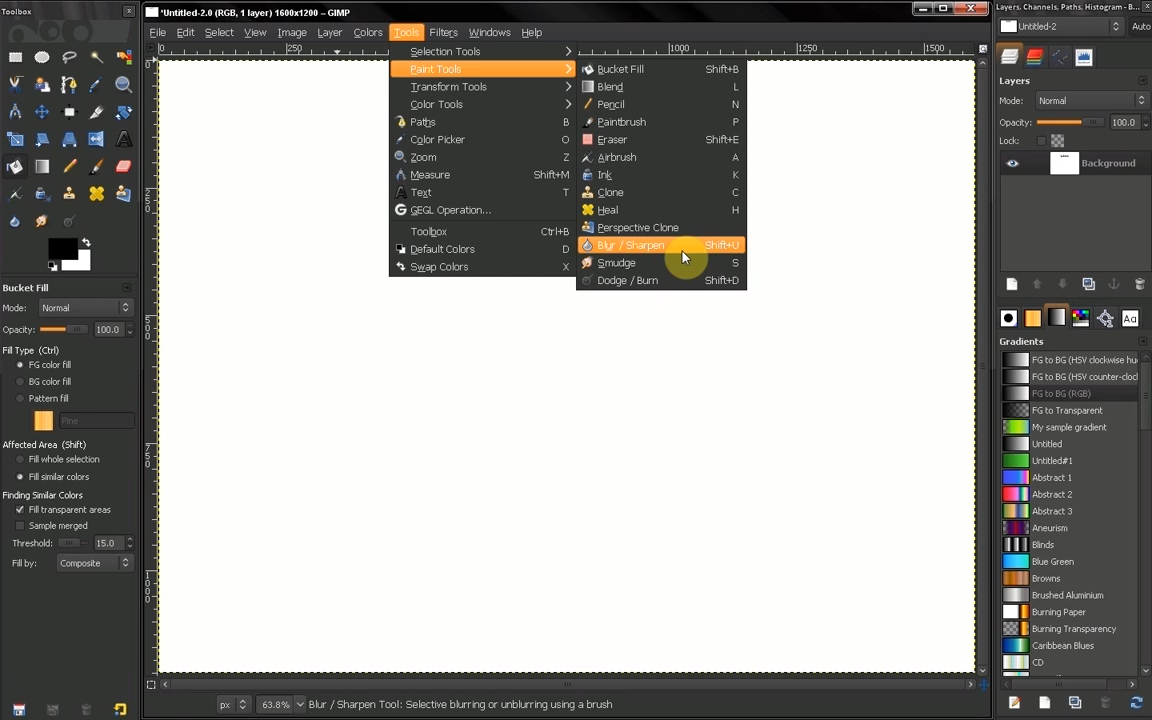 Toolbox
*Untitled-2.0 (RGB, 1 layer) 1600x1200 – GIMP
Layers, Channels, Paths, Histogram - B...
File Edit Select View Image Layer Colors Tools Filters Windows Help
Untitled-2
Auto
0 250 1000 1250 1500
0
250
500
750
1000
Selection Tools
Paint Tools
Transform Tools
Color Tools
Paths B
Color Picker O
Zoom Z
Measure Shift+M
Text T
GEGL Operation...
Toolbox Ctrl+B
Default Colors D
Swap Colors X
Bucket Fill Shift+B
Blend L
Pencil N
Paintbrush P
Eraser Shift+E
Airbrush A
Ink K
Clone C
Heal H
Perspective Clone
Blur / Sharpen Shift+U
Smudge S
Dodge / Burn Shift+D
Bucket Fill
Mode: Normal
Opacity: 100.0
Fill Type (Ctrl)
FG color fill
BG color fill
Pattern fill
Pine
Affected Area (Shift)
Fill whole selection
Fill similar colors
Finding Similar Colors
Fill transparent areas
Sample merged
Threshold: 15.0
Fill by: Composite
Layers
Mode: Normal
Opacity: 100.0
Lock:
Background
Aa
Gradients
FG to BG (HSV clockwise hu
FG to BG (HSV counter-clocl
FG to BG (RGB)
FG to Transparent
My sample gradient
Untitled
Untitled#1
Abstract 1
Abstract 2
Abstract 3
Aneurism
Blinds
Blue Green
Browns
Brushed Aluminium
Burning Paper
Burning Transparency
Caribbean Blues
CD
px 63.8% Blur / Sharpen Tool: Selective blurring or unblurring using a brush